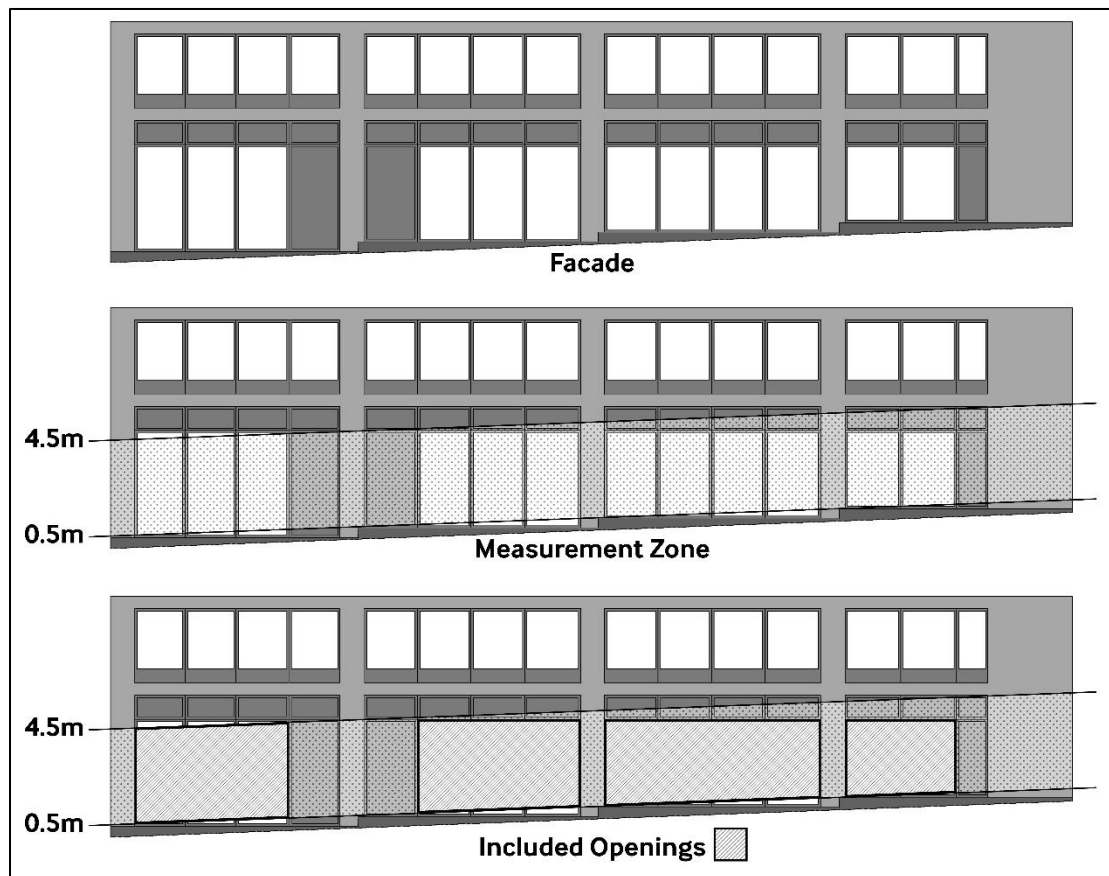 Facade
4.5m
0.5m
Measurement Zone
4.5m
0.5m
Included Openings